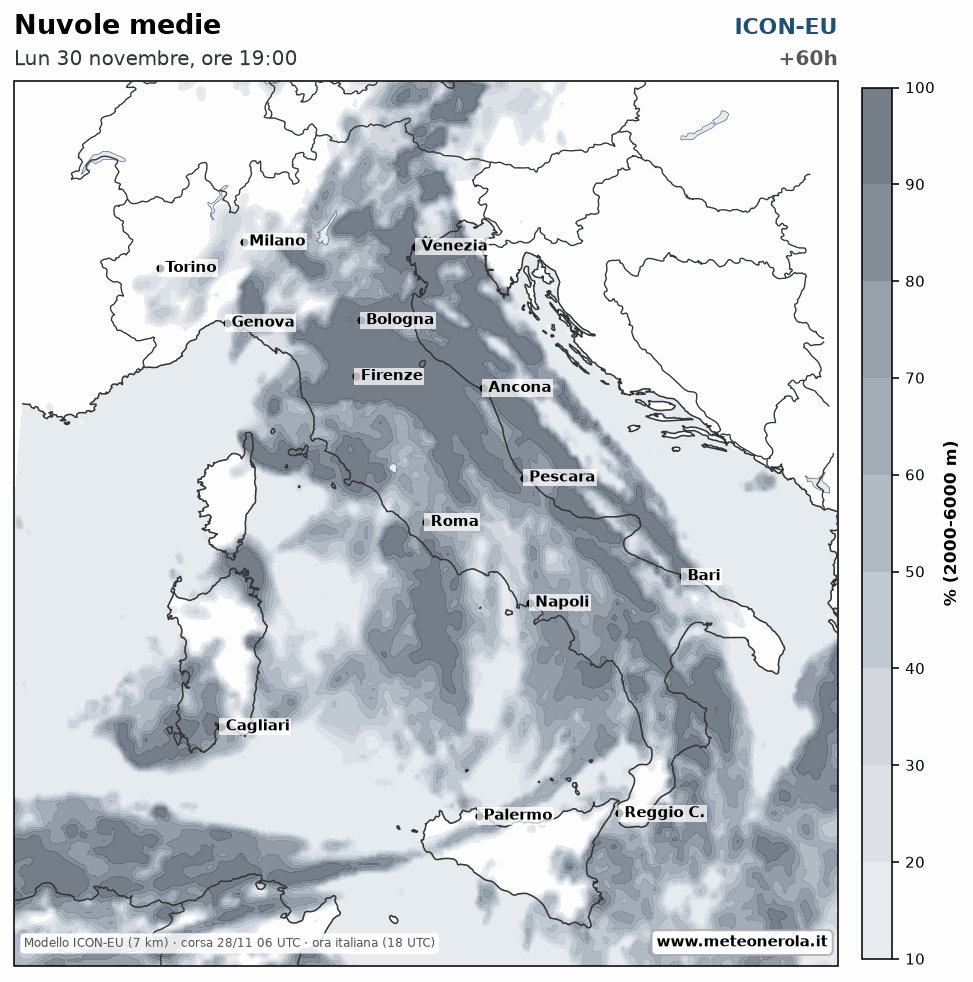 Nuvole medie
ICON-EU
Lun 30 novembre, ore 19:00
+60h
100
90
80
70
60
50
40
30
20
10
% (2000-6000 m)
Milano
Venezia
Torino
Genova
Bologna
Firenze
Ancona
Pescara
Roma
Bari
Napoli
Cagliari
Palermo
Reggio C.
Modello ICON-EU (7 km) · corsa 28/11 06 UTC · ora italiana (18 UTC)
www.meteonerola.it